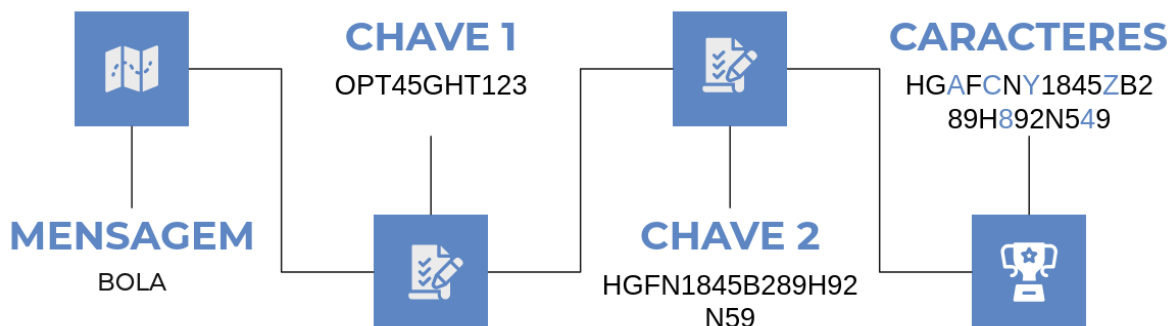 MENSAGEM
BOLA
CHAVE 1
OPT45GHT123
CHAVE 2
HGFN1845B289H92
N59
CARACTERES
HGAFCNY1845ZB2
89H892N549